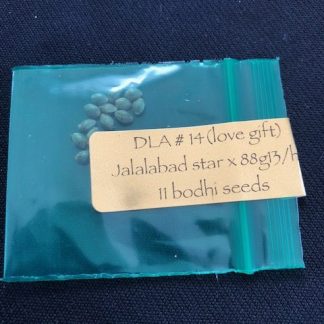 DLA # 14 (love gift)
Jalalabad star x 88g13/h
11 bodhi seeds